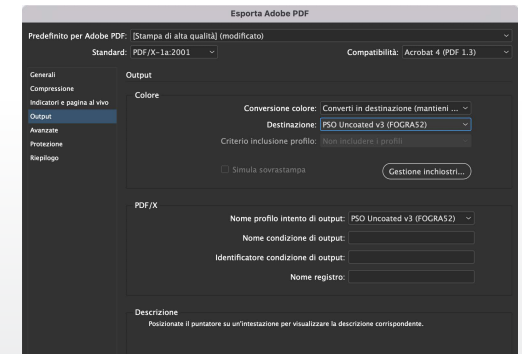 Esporta Adobe PDF
Predefinito per Adobe PDF: [Stampa di alta qualità] (modificato)
Standard: PDF/X-1a:2001 Compatibilità: Acrobat 4 (PDF 1.3)
Generali
Compressione
Indicatori e pagina al vivo
Output
Avanzate
Protezione
Riepilogo
Output
Colore
Conversione colore: Converti in destinazione (mantieni ...
Destinazione: PSO Uncoated v3 (FOGRA52)
Criterio inclusione profilo: Non includere i profili
Simula sovrastampa Gestione inchiostri...
PDF/X
Nome profilo intento di output: PSO Uncoated v3 (FOGRA52)
Nome condizione di output:
Identificatore condizione di output:
Nome registro:
Descrizione
Posizionate il puntatore su un'intestazione per visualizzare la descrizione corrispondente.